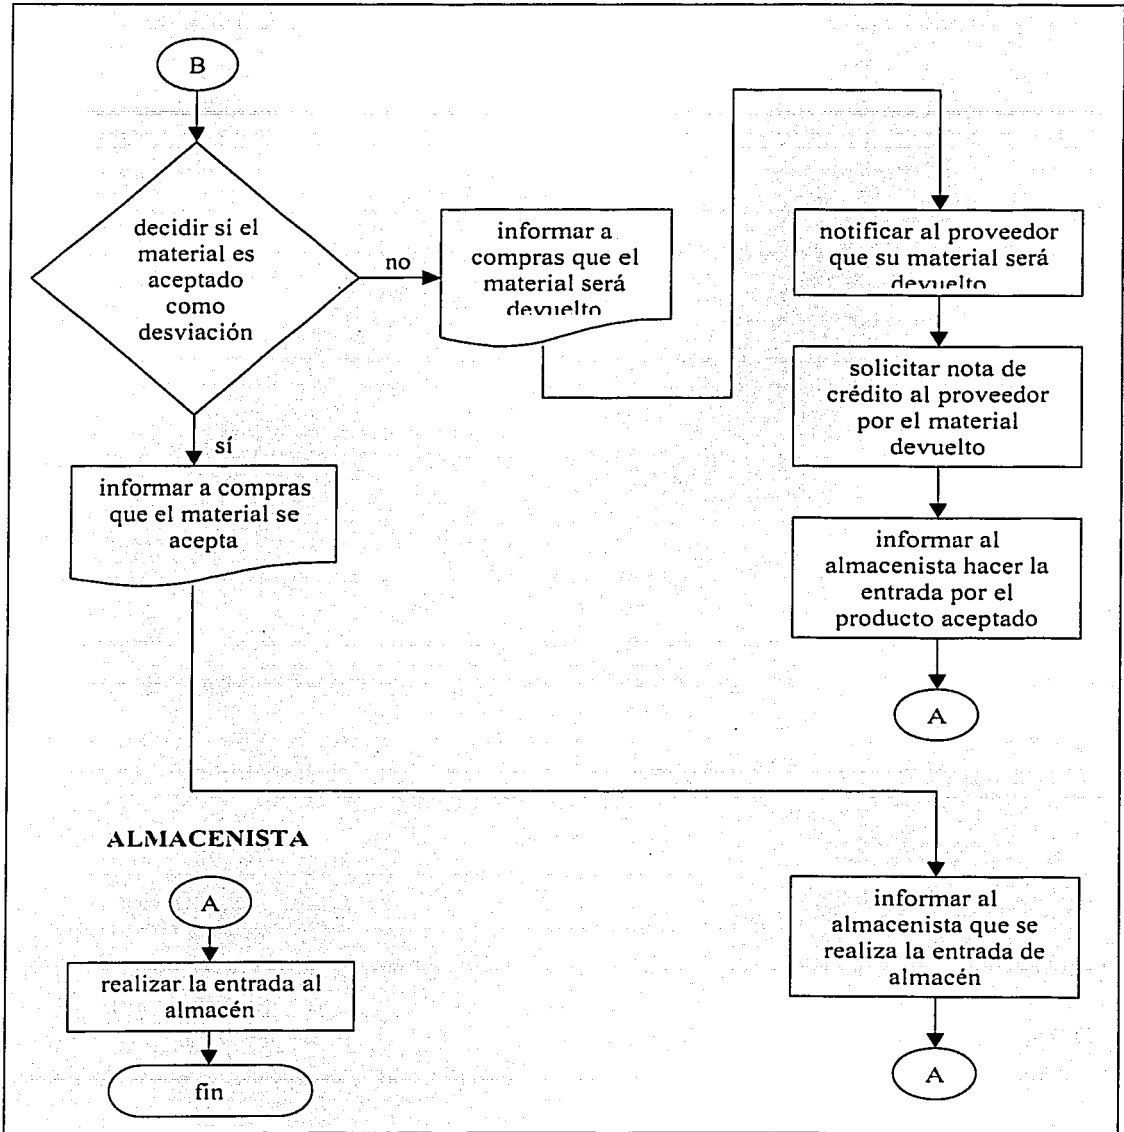 B
decidir si el
material es
aceptado
como
desviación
no
informar a
compras que el
material será
devuelto
notificar al proveedor
que su material será
devuelto
solicitar nota de
crédito al proveedor
por el material
devuelto
sí
informar a compras
que el material se
acepta
informar al
almacenista hacer la
entrada por el
producto aceptado
A
ALMACENISTA
A
realizar la entrada al
almacén
fin
informar al
almacenista que se
realiza la entrada de
almacén
A